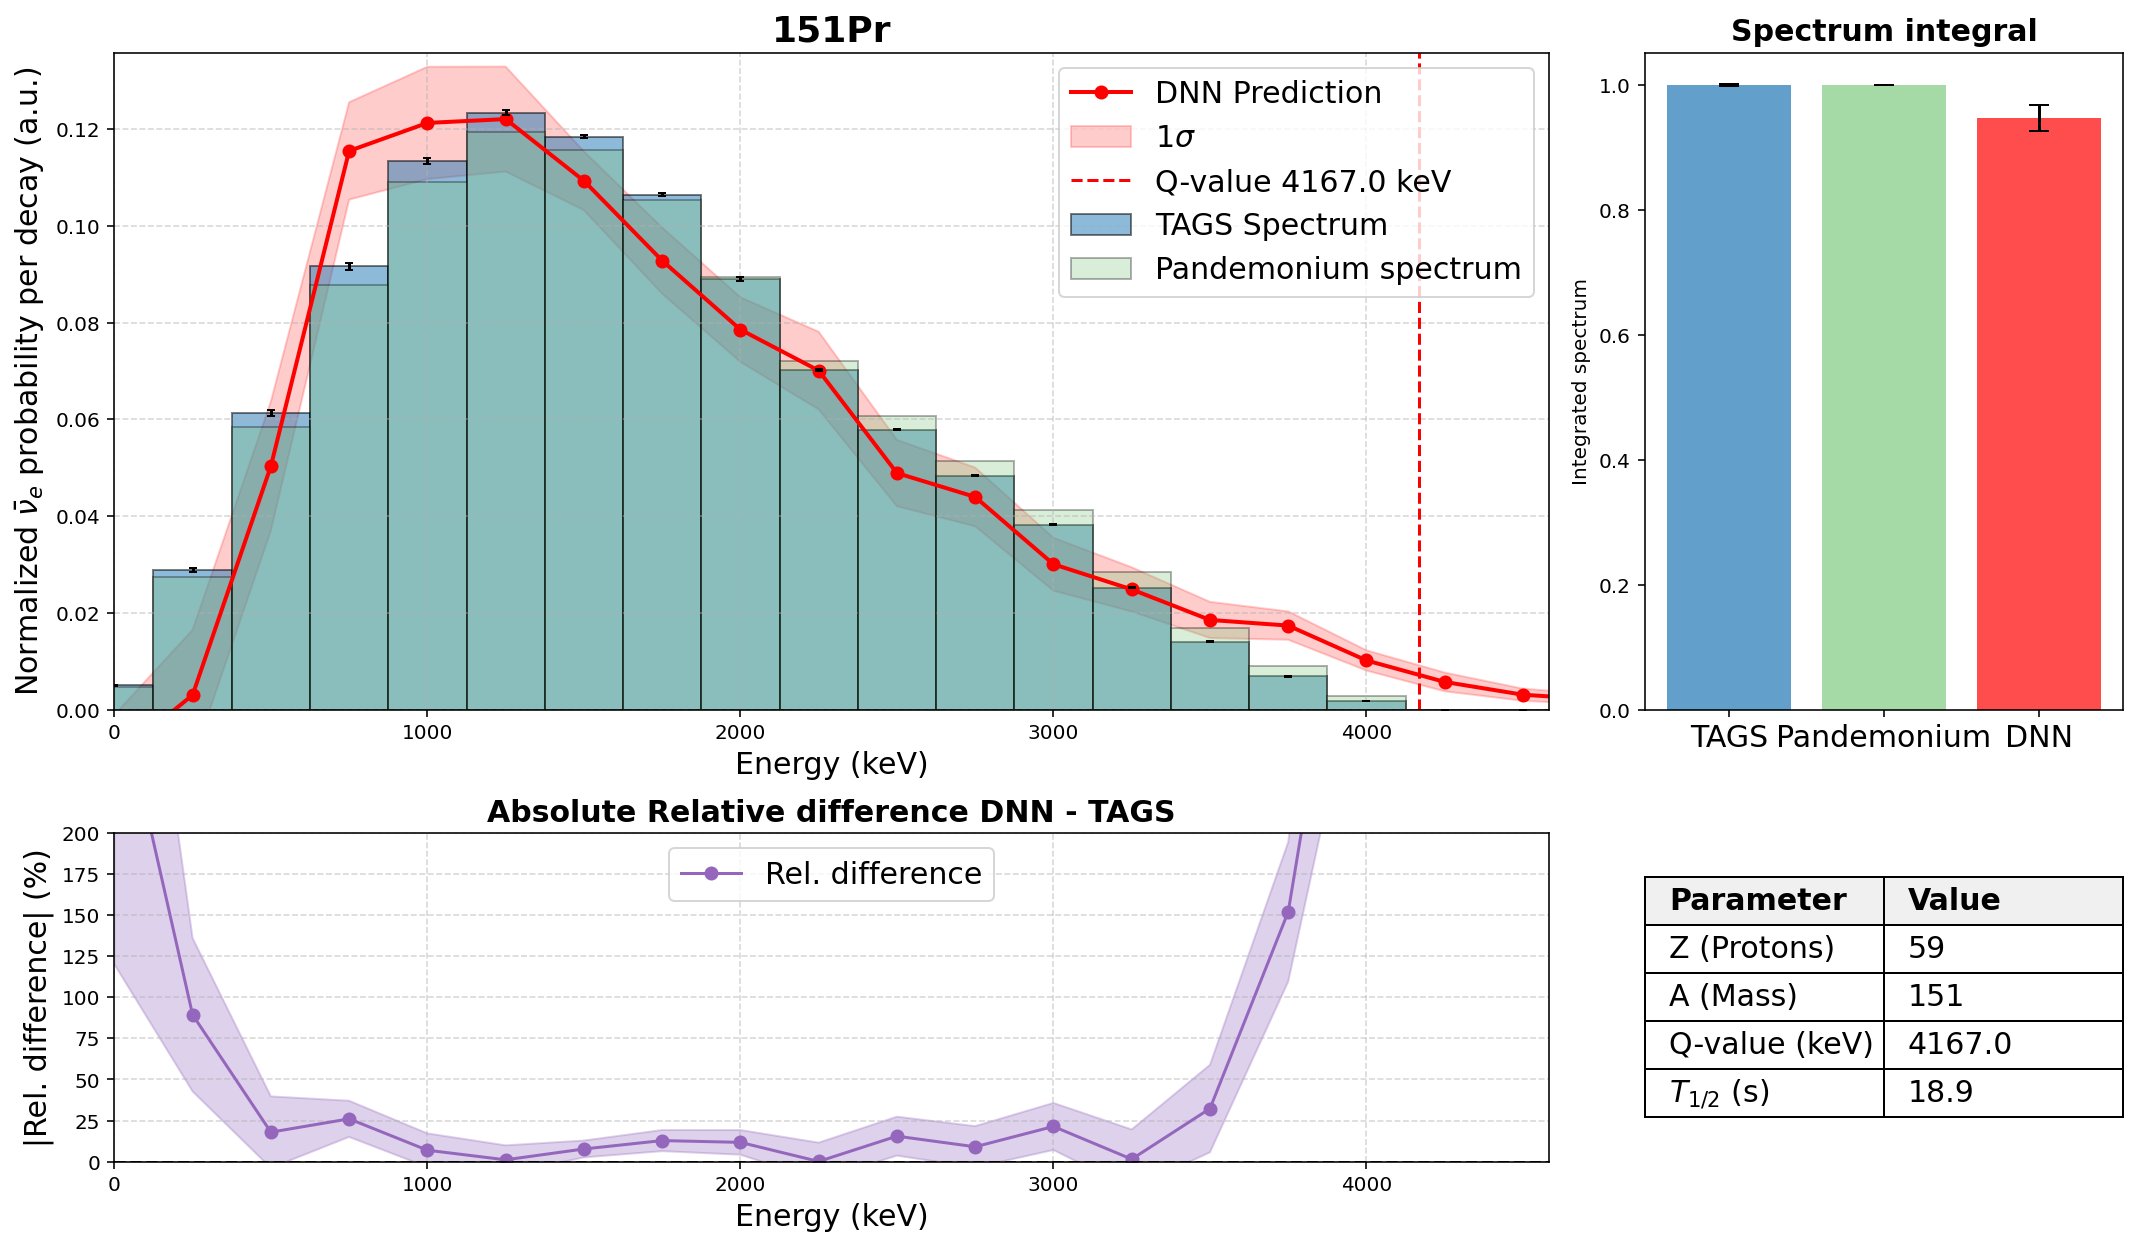 151Pr
Normalized ν̄e probability per decay (a.u.)
0.12
0.10
0.08
0.06
0.04
0.02
0.00
0 1000 2000 3000 4000
Energy (keV)
DNN Prediction
1σ
Q-value 4167.0 keV
TAGS Spectrum
Pandemonium spectrum
Spectrum integral
Integrated spectrum
1.0
0.8
0.6
0.4
0.2
0.0
TAGS Pandemonium DNN
Absolute Relative difference DNN - TAGS
|Rel. difference| (%)
200
175
150
125
100
75
50
25
0
0 1000 2000 3000 4000
Energy (keV)
Rel. difference
Parameter Value
Z (Protons) 59
A (Mass) 151
Q-value (keV) 4167.0
T1/2 (s) 18.9